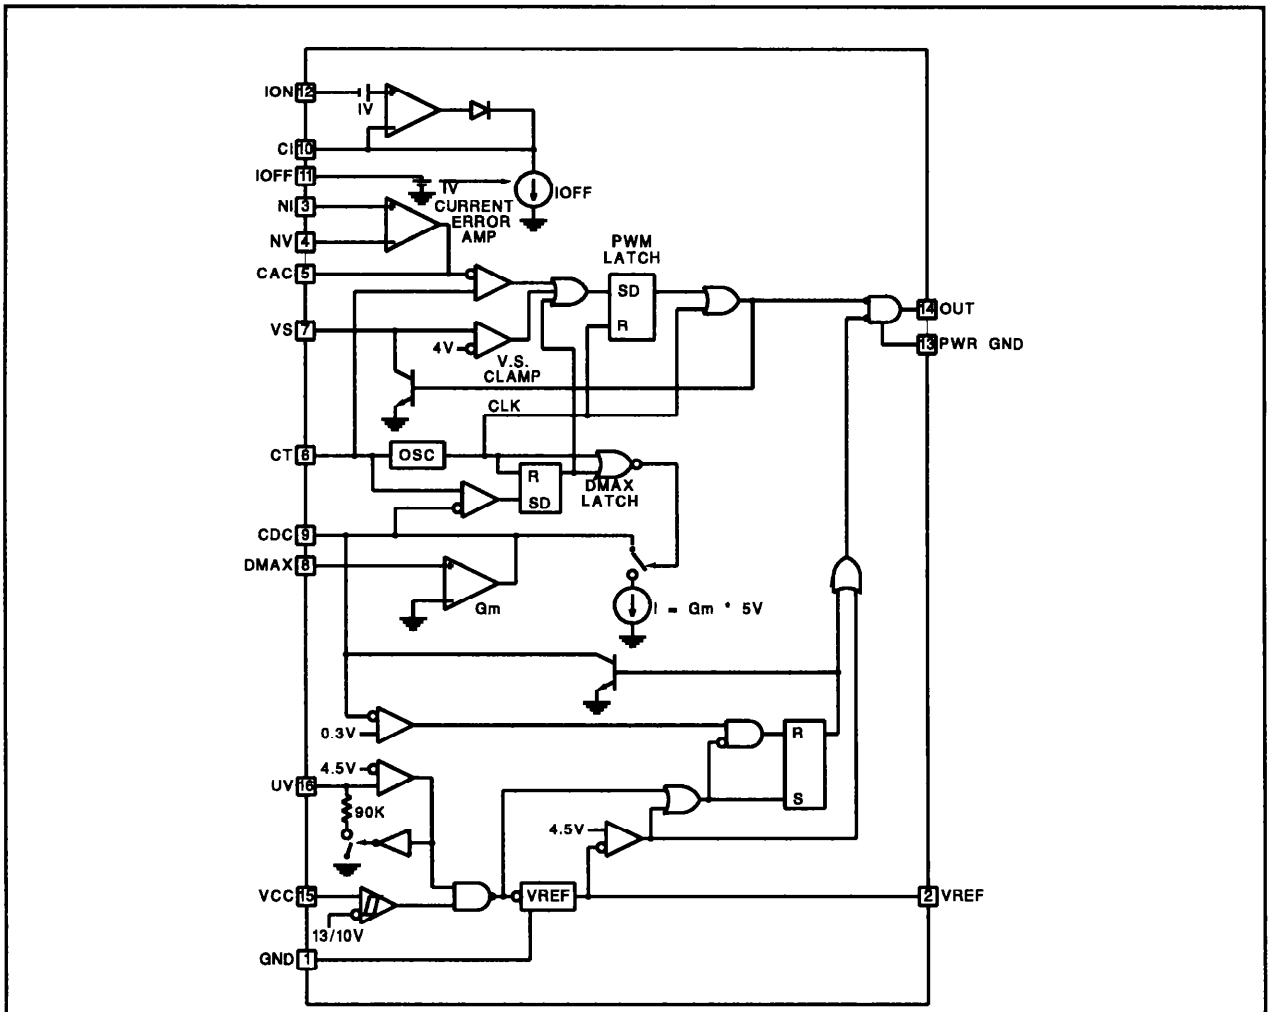 ION 12
IV
CI 10
IOFF 11
IV
IOFF
NI 3
CURRENT
ERROR
AMP
NV 4
PWM
LATCH
CAC 5
SD
R
14 OUT
VS 7
4V
13 PWR GND
V.S.
CLAMP
CLK
CT 6
OSC
R
SD
DMAX
LATCH
CDC 9
DMAX 8
Gm
I = Gm * 5V
0.3V
R
S
4.5V
UV 16
90K
4.5V
VCC 15
VREF
2 VREF
13/10V
GND 1